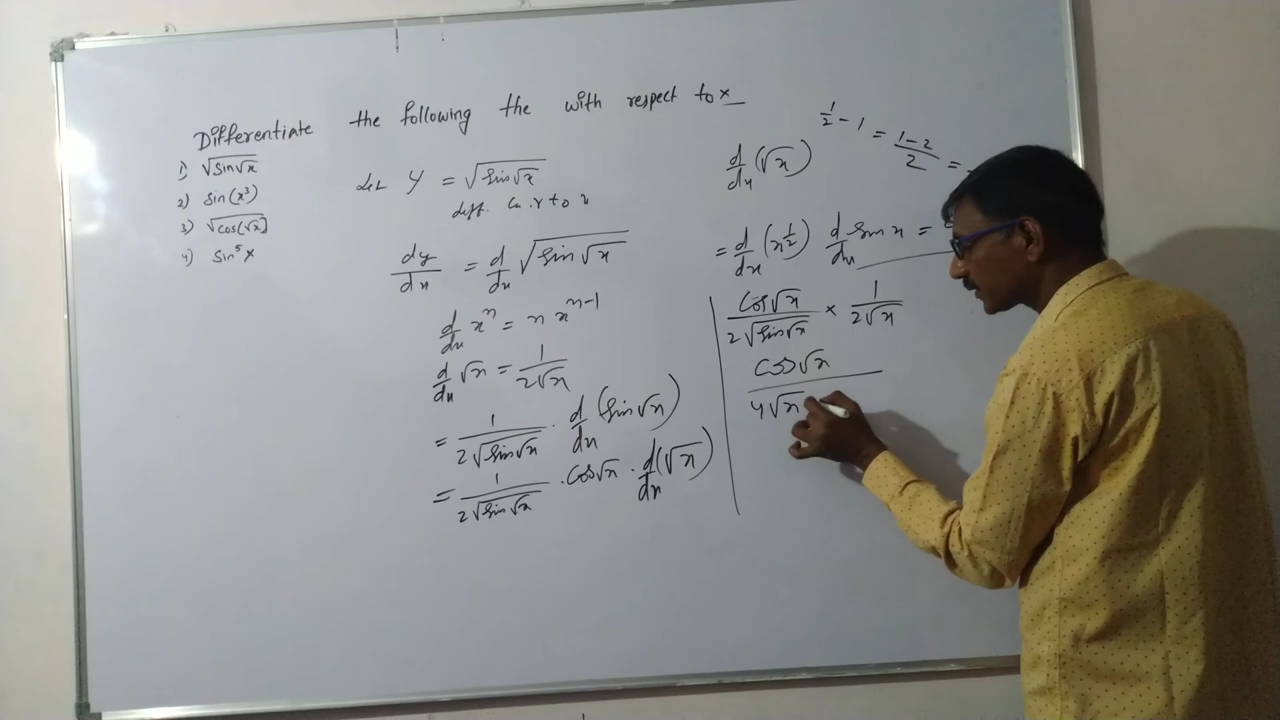 Differentiate the following the with respect to x
1) √sin√x
2) sin(x³)
3) √cos(√x)
4) sin⁵x
Let y = √sin√x
diff. w.r to x
dy/dx = d/dx √sin√x
d/dx xⁿ = n xⁿ⁻¹
d/dx √x = 1/2√x
= 1/2√sin√x · d/dx (sin√x)
= 1/2√sin√x · cos√x · d/dx (√x)
1/2 - 1 = 1-2/2 =
d/dx (√x)
= d/dx (x^1/2) d/dx sin x =
cos√x/2√sin√x × 1/2√x
cos√x/4√x